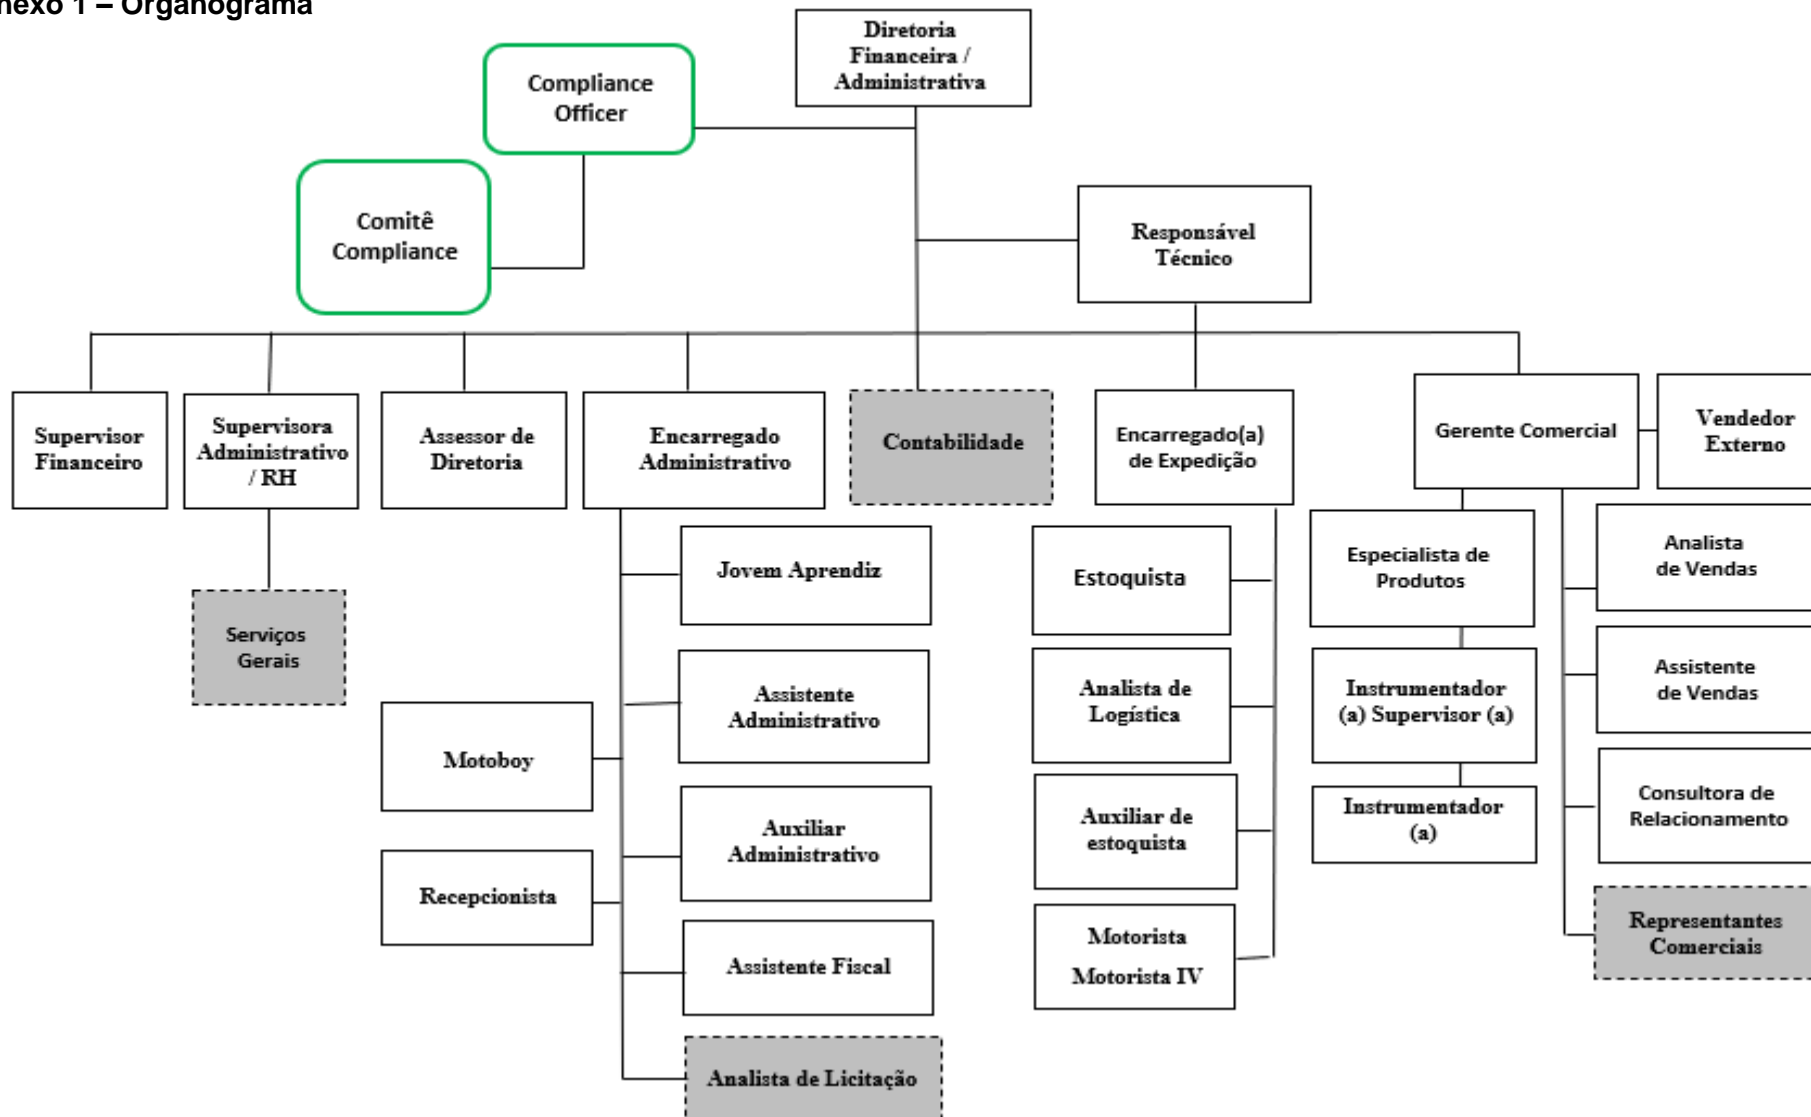 nexo 1 – Organograma
Diretoria
Financeira /
Administrativa
Compliance
Officer
Comitê
Compliance
Responsável
Técnico
Supervisor
Financeiro
Supervisora
Administrativo
/ RH
Assessor de
Diretoria
Encarregado
Administrativo
Contabilidade
Encarregado(a)
de Expedição
Gerente Comercial
Vendedor
Externo
Serviços
Gerais
Jovem Aprendiz
Assistente
Administrativo
Motoboy
Auxiliar
Administrativo
Recepcionista
Assistente Fiscal
Analista de Licitação
Estoquista
Analista de
Logística
Auxiliar de
estoquista
Motorista
Motorista IV
Especialista de
Produtos
Instrumentador
(a) Supervisor (a)
Instrumentador
(a)
Analista
de Vendas
Assistente
de Vendas
Consultora de
Relacionamento
Representantes
Comerciais